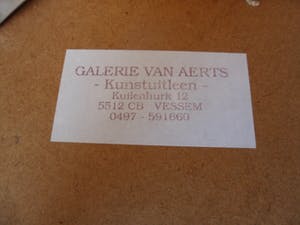 GALERIE VAN AERTS
- Kunstuitleen -
Kuilenhurk 12
5512 CB VESSEM
0497 - 591660